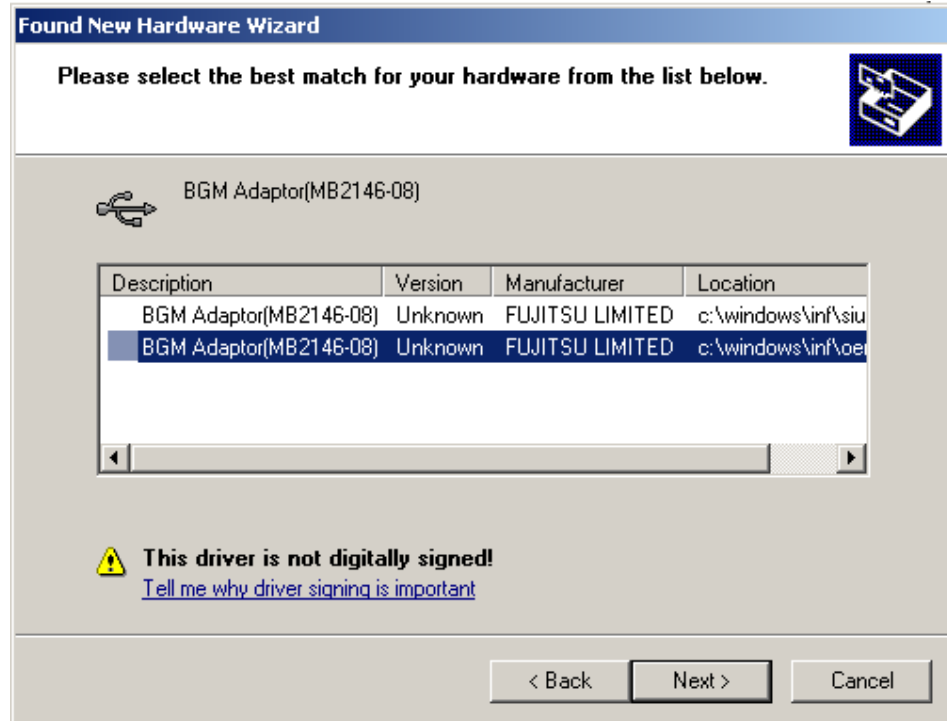 Found New Hardware Wizard
Please select the best match for your hardware from the list below.
BGM Adaptor(MB2146-08)
Description Version Manufacturer Location
BGM Adaptor(MB2146-08) Unknown FUJITSU LIMITED c:\windows\inf\siu
BGM Adaptor(MB2146-08) Unknown FUJITSU LIMITED c:\windows\inf\oe
This driver is not digitally signed!
Tell me why driver signing is important
< Back Next > Cancel